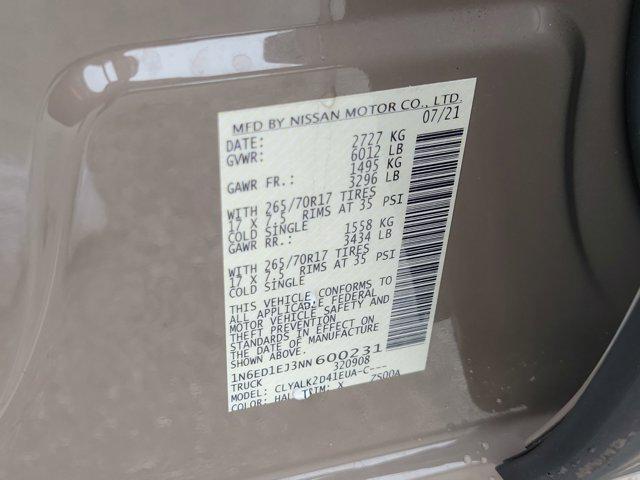 MFD BY NISSAN MOTOR CO., LTD.
DATE: 07/21
GVWR: 2727 KG
6012 LB
GAWR FR.: 1495 KG
3296 LB
WITH 265/70R17 TIRES
17 X 7.5 RIMS AT 35 PSI
COLD SINGLE
GAWR RR.: 1558 KG
3434 LB
WITH 265/70R17 TIRES
17 X 7.5 RIMS AT 35 PSI
COLD SINGLE
THIS VEHICLE CONFORMS TO
ALL APPLICABLE FEDERAL
MOTOR VEHICLE SAFETY AND
THEFT PREVENTION
STANDARDS IN EFFECT ON
THE DATE OF MANUFACTURE
SHOWN ABOVE.
1N6ED1EJ3NN600231
TRUCK 320908
MODEL: CLYALK2D41EUA-C---
COLOR: HAL TRIM: X ZS00A